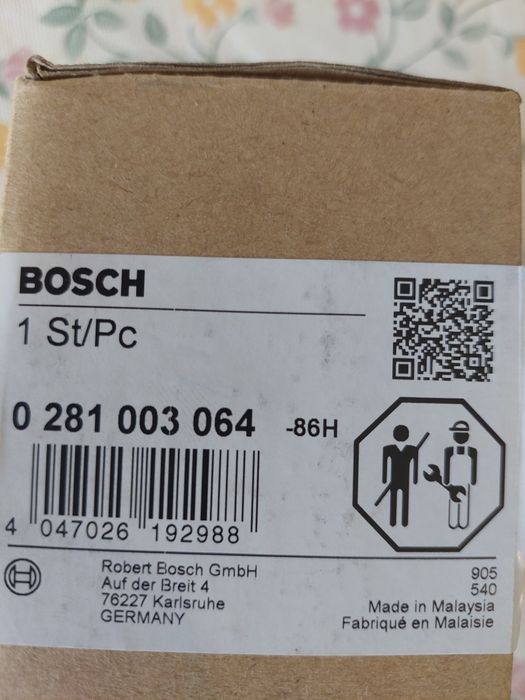 BOSCH
1 St/Pc
0 281 003 064 -86H
4 047026 192988
Robert Bosch GmbH
Auf der Breit 4
76227 Karlsruhe
GERMANY
905
540
Made in Malaysia
Fabriqué en Malaisie